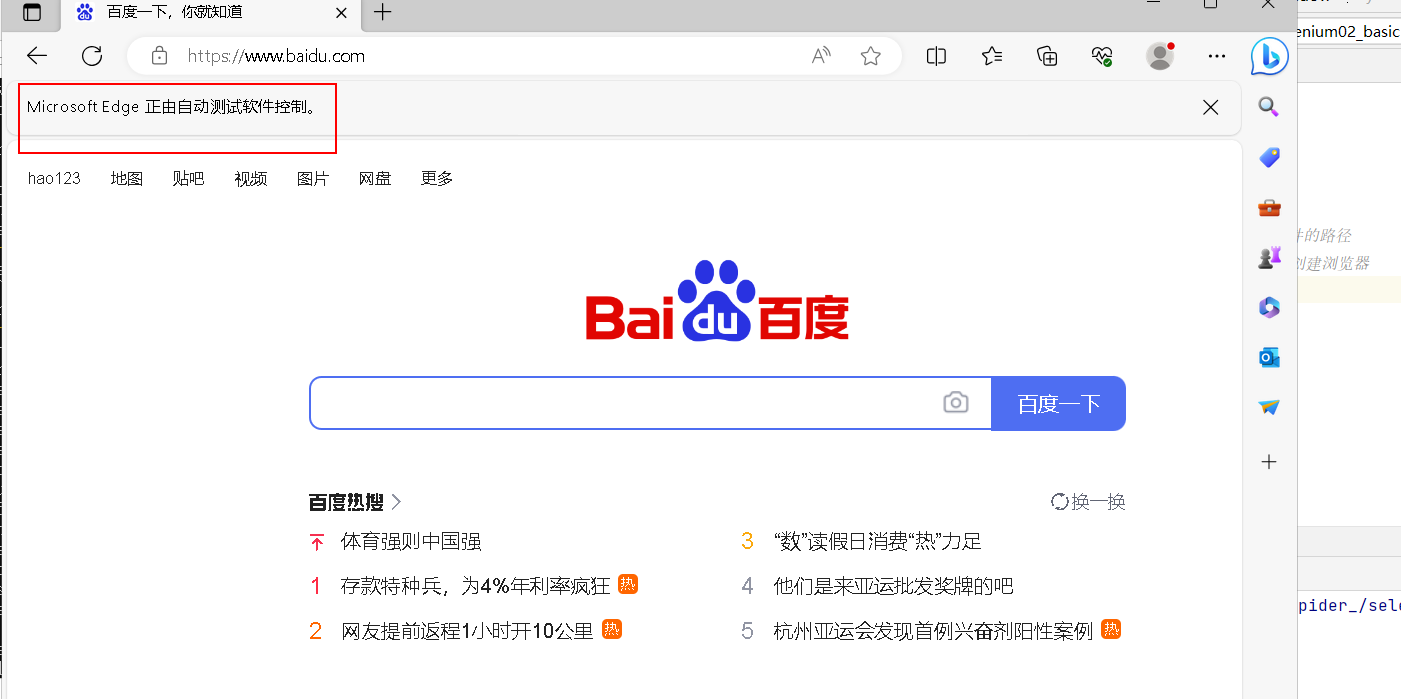 百度一下，你就知道
https://www.baidu.com
enium02_basic
Microsoft Edge 正由自动测试软件控制。
hao123 地图 贴吧 视频 图片 网盘 更多
件的路径
创建浏览器
Bai du 百度
百度一下
百度热搜
换一换
体育强则中国强
3 “数”读假日消费“热”力足
1 存款特种兵，为4%年利率疯狂 热
4 他们是来亚运批发奖牌的吧
pider_/sele
2 网友提前返程1小时开10公里 热
5 杭州亚运会发现首例兴奋剂阳性案例 热